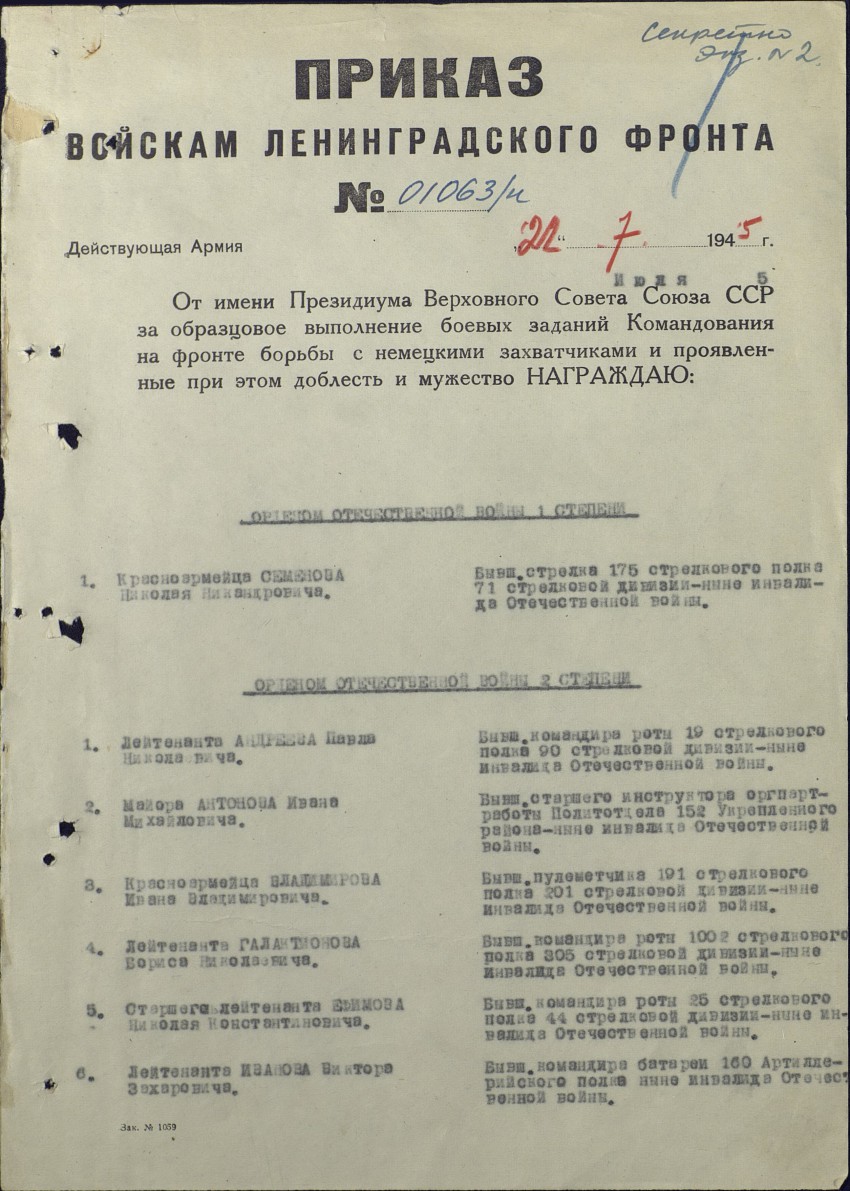 Секретно
Экз. №2.
ПРИКАЗ
ВОЙСКАМ ЛЕНИНГРАДСКОГО ФРОНТА
№ 01063/н
Действующая Армия „21“ 7. 1945 г.
Июля 5
От имени Президиума Верховного Совета Союза ССР
за образцовое выполнение боевых заданий Командования
на фронте борьбы с немецкими захватчиками и проявлен-
ные при этом доблесть и мужество НАГРАЖДАЮ:
ОРДЕНОМ ОТЕЧЕСТВЕННОЙ ВОЙНЫ 1 СТЕПЕНИ
1. Красноармейца СЕМЕНОВА
Николая Никандровича.
Бывш.стрелка 175 стрелкового полка
71 стрелковой дивизии-ныне инвали-
да Отечественной войны.
ОРДЕНОМ ОТЕЧЕСТВЕННОЙ ВОЙНЫ 2 СТЕПЕНИ
1. Лейтенанта АНДРЕЕВА Павла
Николаевича.
Бывш.командира роты 19 стрелкового
полка 90 стрелковой дивизии-ныне
инвалида Отечественной войны.
2. Майора АНТОНОВА Ивана
Михайловича.
Бывш.старшего инструктора оргпарт-
работы Политотдела 152 Укрепленного
района-ныне инвалида Отечественной
войны.
3. Красноармейца ВЛАДИМИРОВА
Ивана Владимировича.
Бывш.пулеметчика 191 стрелкового
полка 201 стрелковой дивизии-ныне
инвалида Отечественной войны.
4. Лейтенанта ГАЛАКТИОНОВА
Бориса Николаевича.
Бывш.командира роты 1002 стрелкового
полка 305 стрелковой дивизии-ныне
инвалида Отечественной войны.
5. Старшего лейтенанта ЕФИМОВА
Николая Константиновича.
Бывш.командира роты 25 стрелкового
полка 44 стрелковой дивизии-ныне ин-
валида Отечественной войны.
6. Лейтенанта ИВАНОВА Виктора
Захаровича.
Бывш.командира батареи 160 Артилле-
рийского полка ныне инвалида Отечест
венной войны.
Зак. № 1059